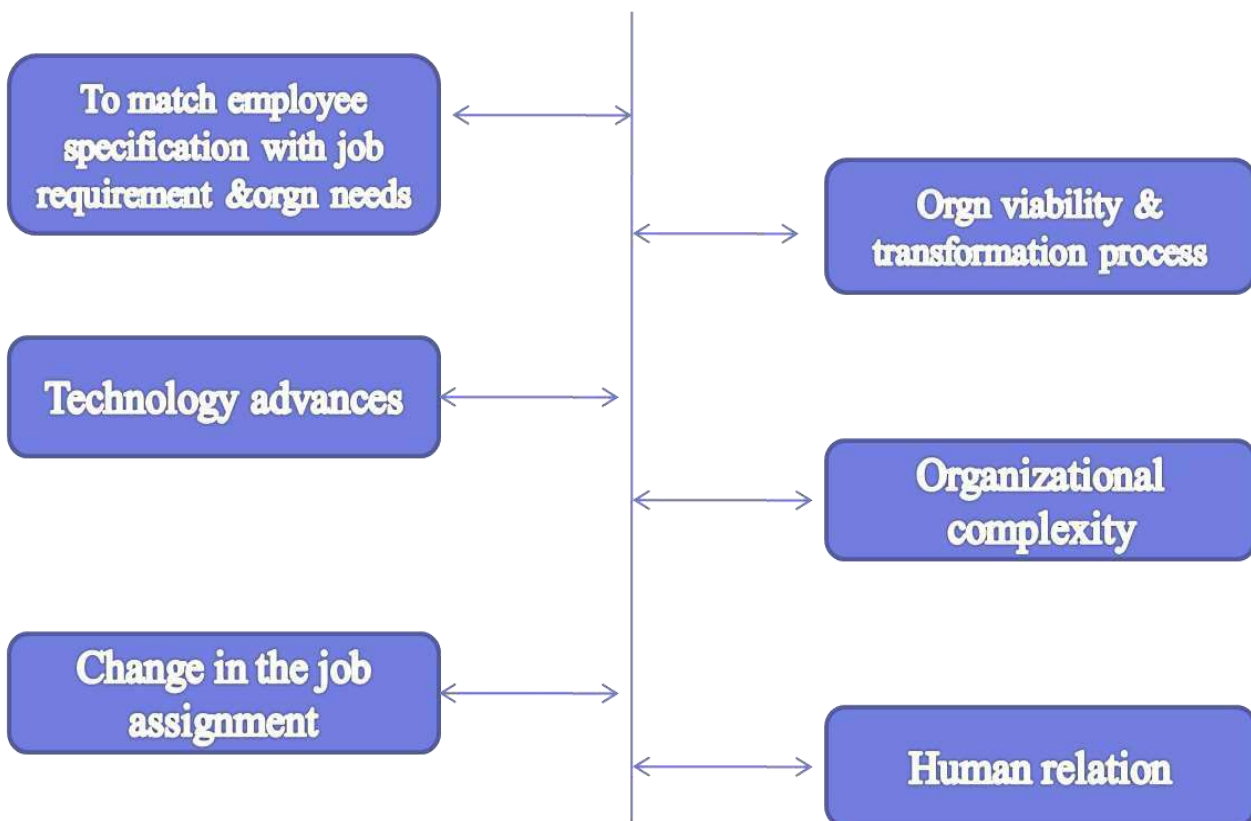 To match employee
specification with job
requirement &orgn needs
Orgn viability &
transformation process
Technology advances
Organizational
complexity
Change in the job
assignment
Human relation